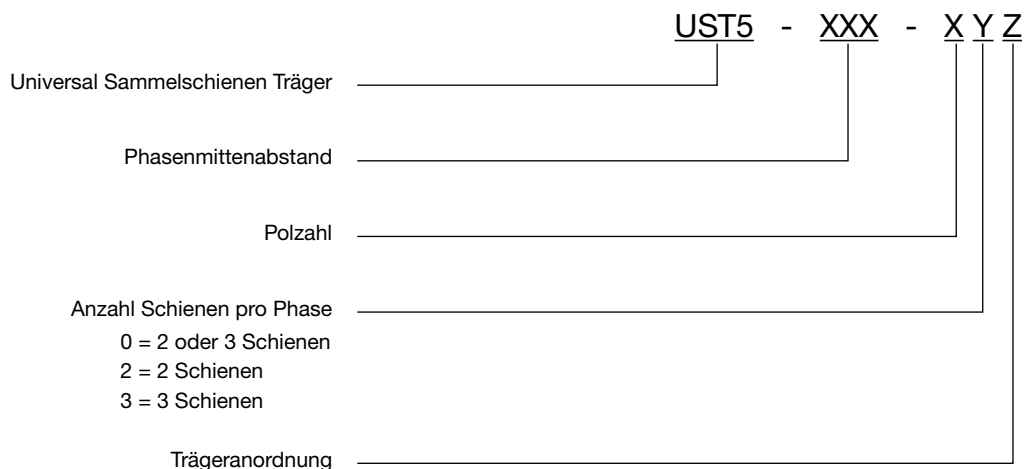 UST5 - XXX - X Y Z
Universal Sammelschienen Träger
Phasenmittenabstand
Polzahl
Anzahl Schienen pro Phase
0 = 2 oder 3 Schienen
2 = 2 Schienen
3 = 3 Schienen
Trägeranordnung